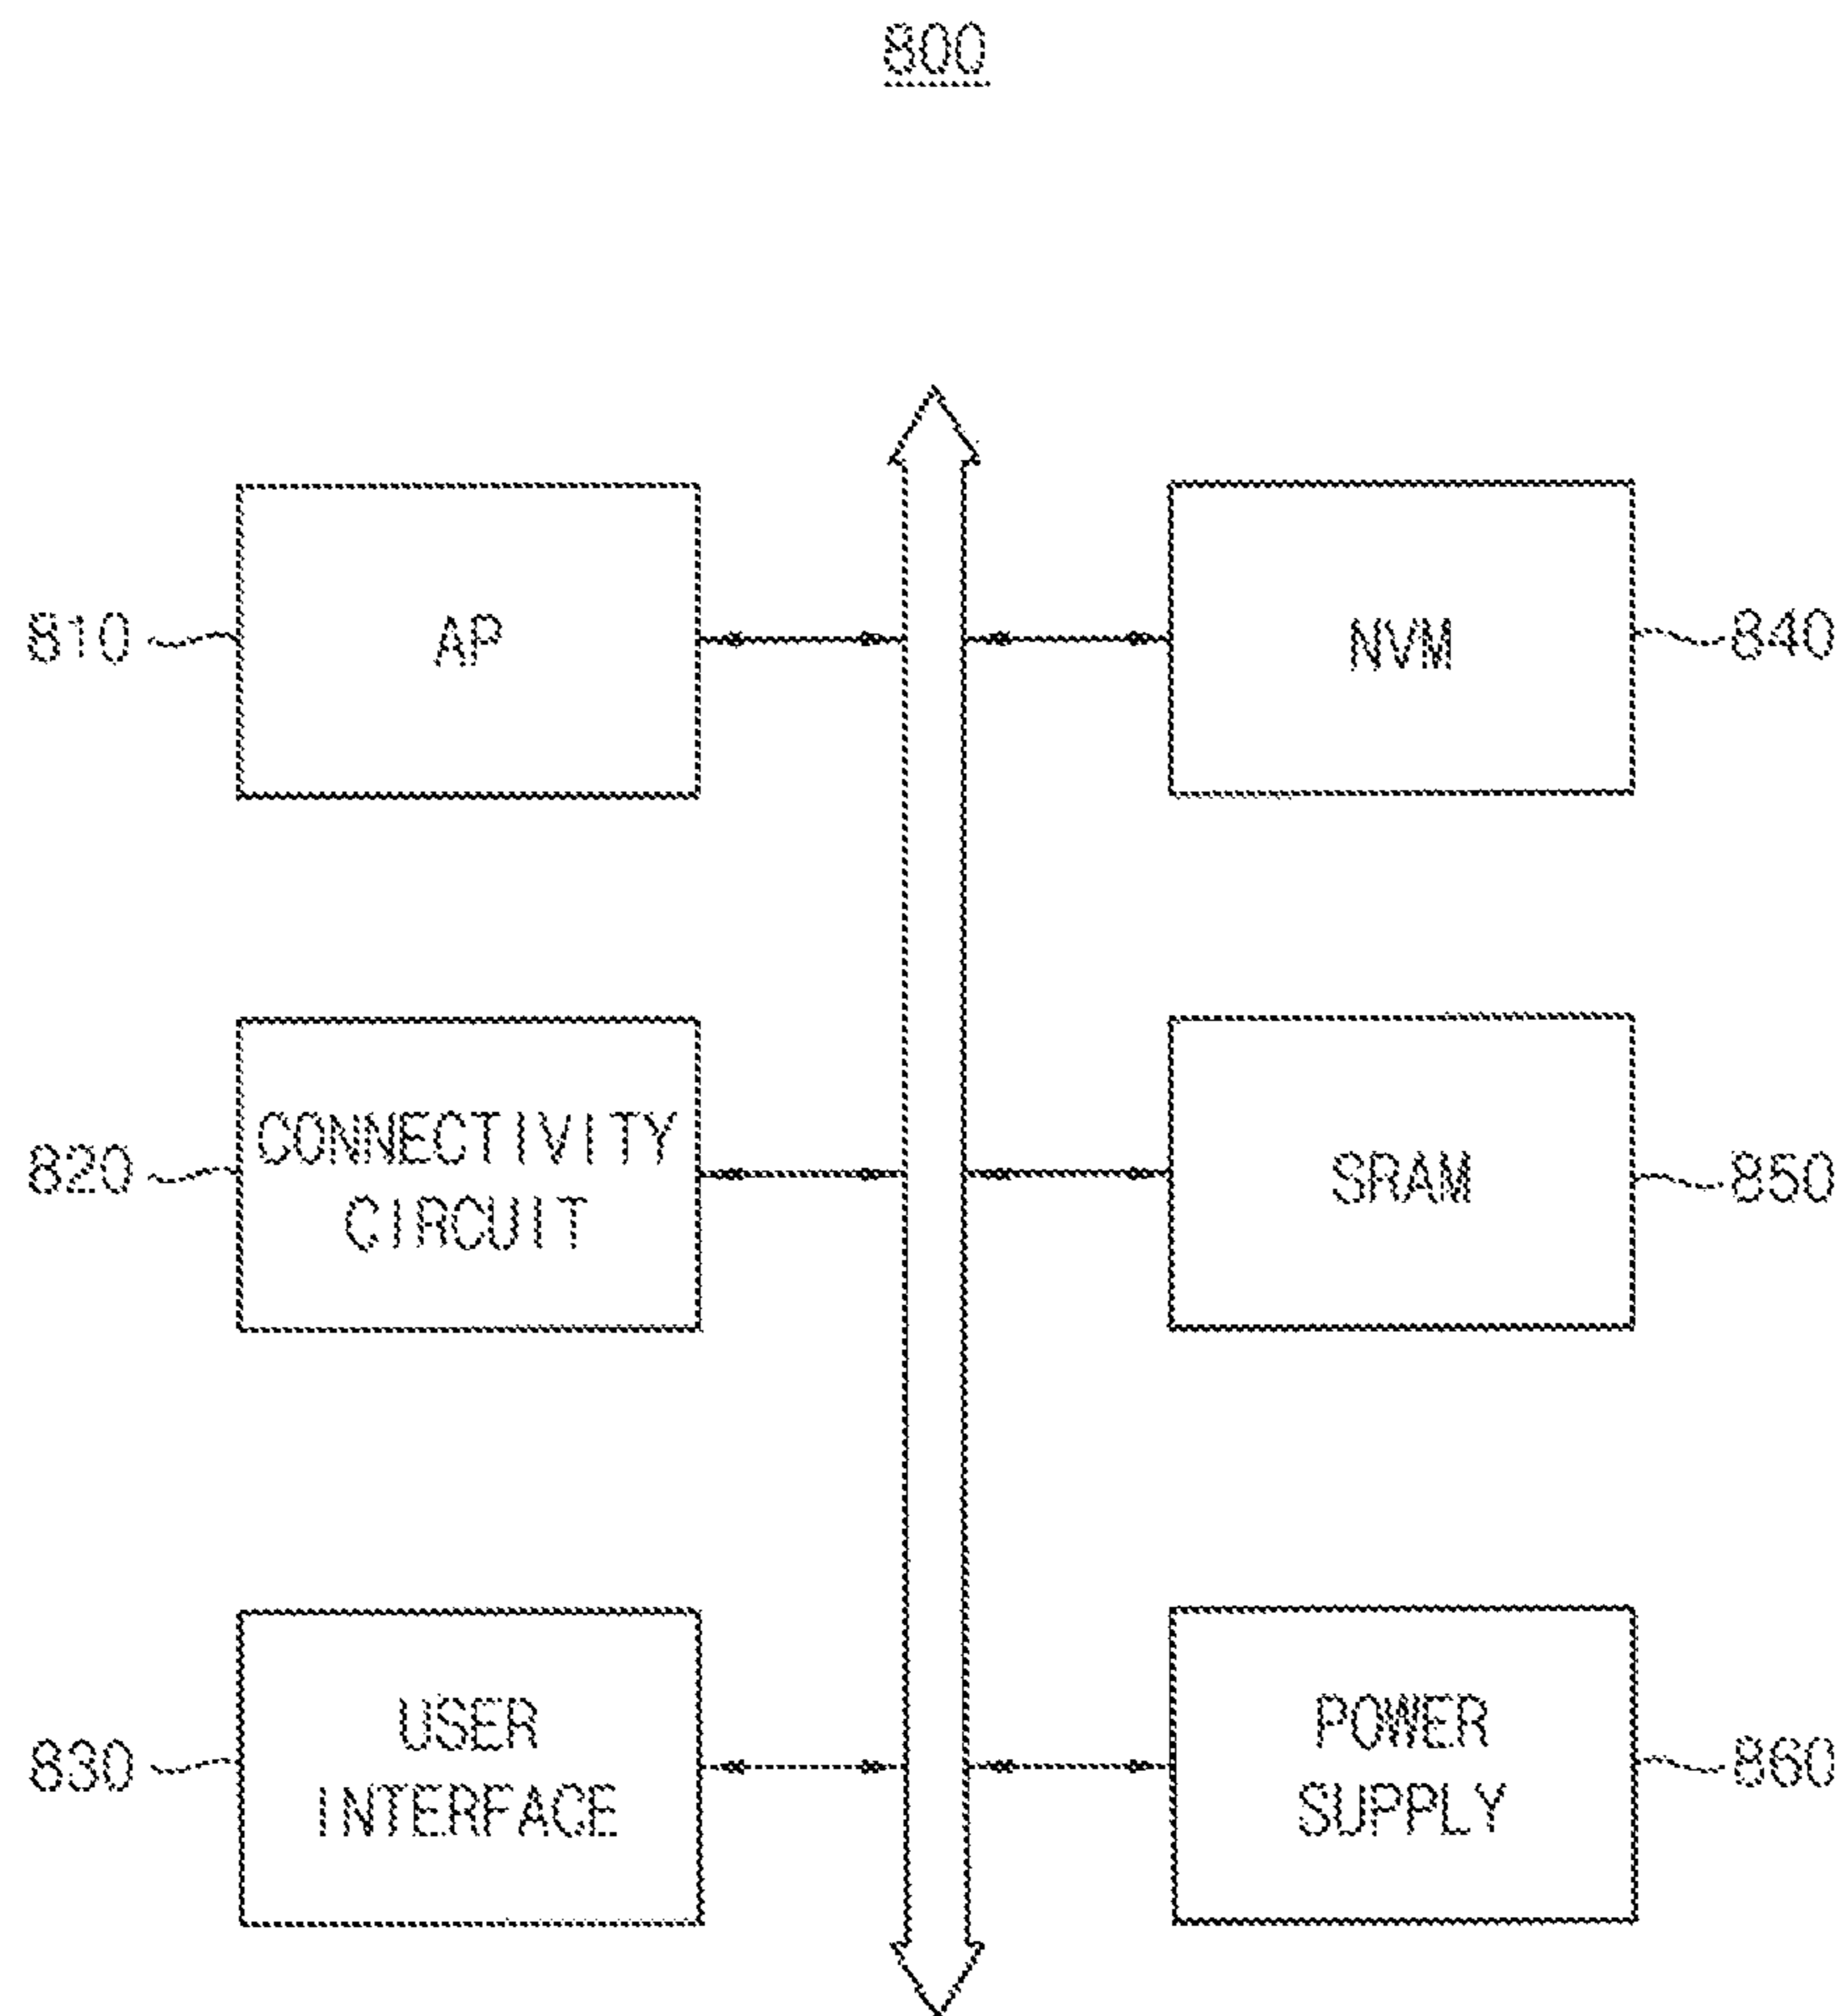 800
810
AP
NVM
840
820
CONNECTIVITY
CIRCUIT
SRAM
850
830
USER
INTERFACE
POWER
SUPPLY
860